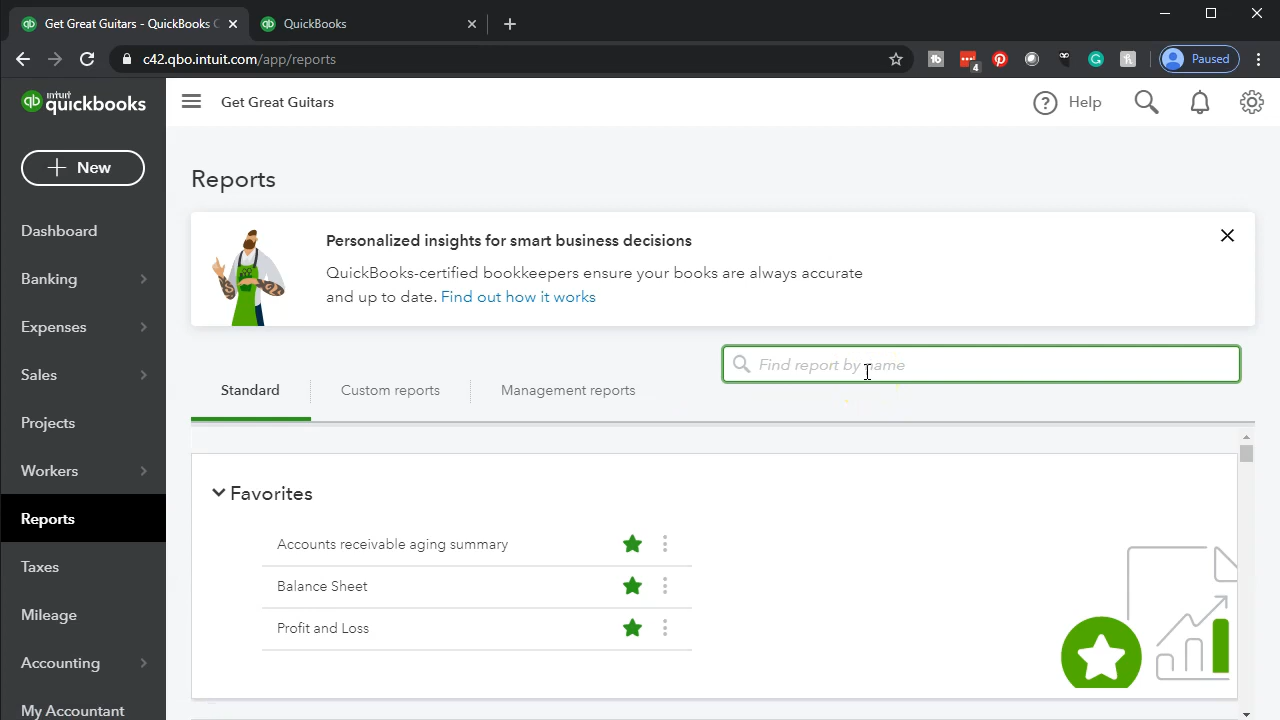 Get Great Guitars - QuickBooks C
QuickBooks
c42.qbo.intuit.com/app/reports
4
Paused
intuit
quickbooks
Get Great Guitars
Help
New
Reports
Dashboard
Personalized insights for smart business decisions
QuickBooks-certified bookkeepers ensure your books are always accurate
and up to date. Find out how it works
Banking
Expenses
Find report by name
Sales
Standard
Custom reports
Management reports
Projects
Workers
Favorites
Reports
Accounts receivable aging summary
Taxes
Balance Sheet
Mileage
Profit and Loss
Accounting
My Accountant